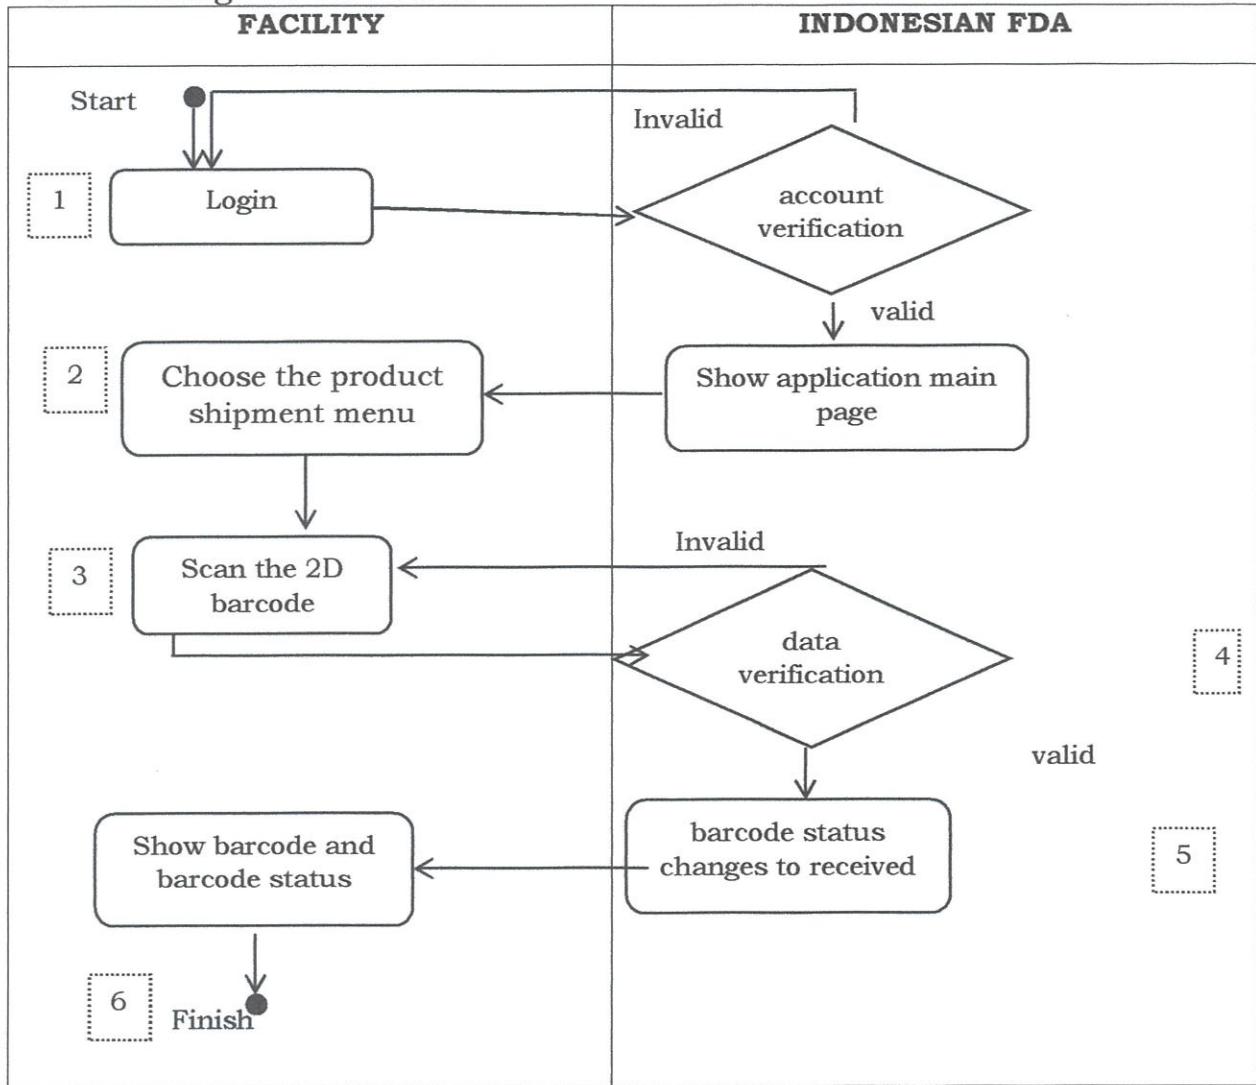 FACILITY
INDONESIAN FDA
Start
Invalid
1
Login
account
verification
valid
2
Choose the product
shipment menu
Show application main
page
Invalid
3
Scan the 2D
barcode
data
verification
4
valid
Show barcode and
barcode status
barcode status
changes to received
5
6
Finish